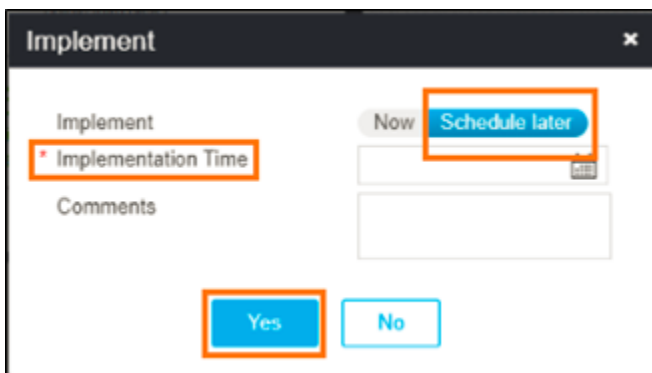 Implement ×
Implement Now Schedule later
* Implementation Time
Comments
Yes No